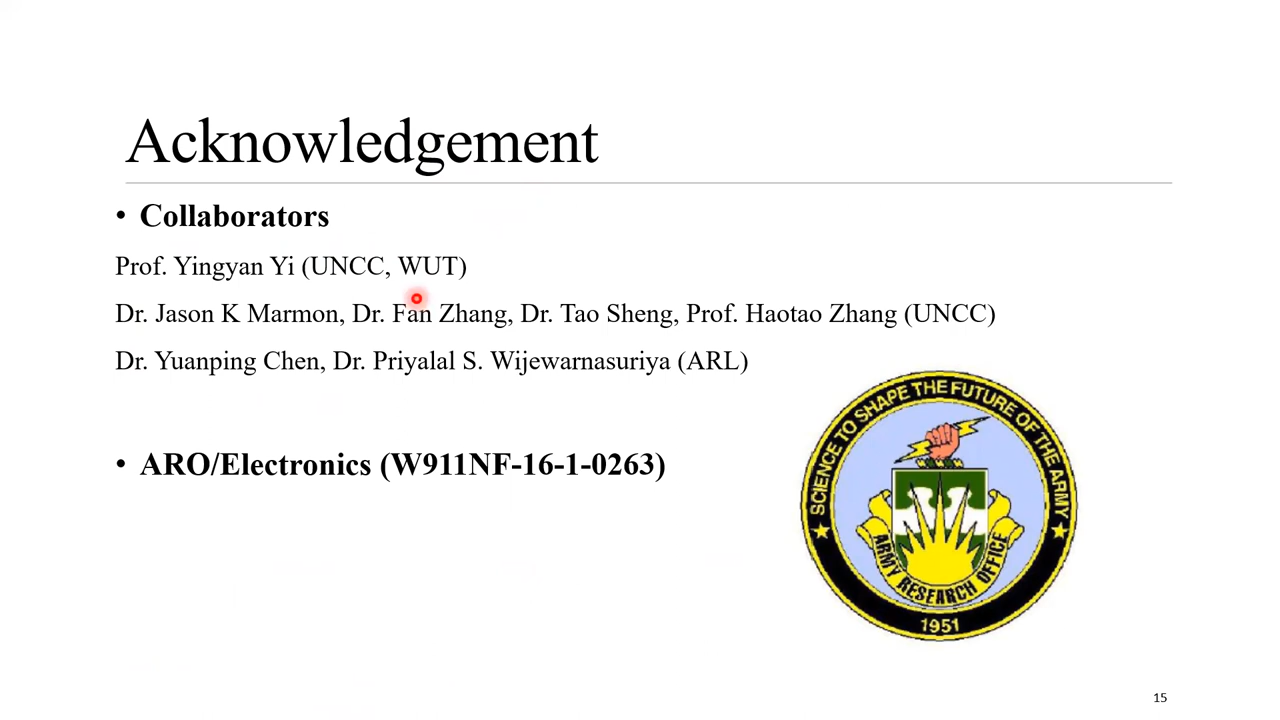 Acknowledgement
• Collaborators
Prof. Yingyan Yi (UNCC, WUT)
Dr. Jason K Marmon, Dr. Fan Zhang, Dr. Tao Sheng, Prof. Haotao Zhang (UNCC)
Dr. Yuanping Chen, Dr. Priyalal S. Wijewarnasuriya (ARL)
• ARO/Electronics (W911NF-16-1-0263)
SCIENCE TO SHAPE THE FUTURE OF THE ARMY
ARMY RESEARCH OFFICE
1951
15